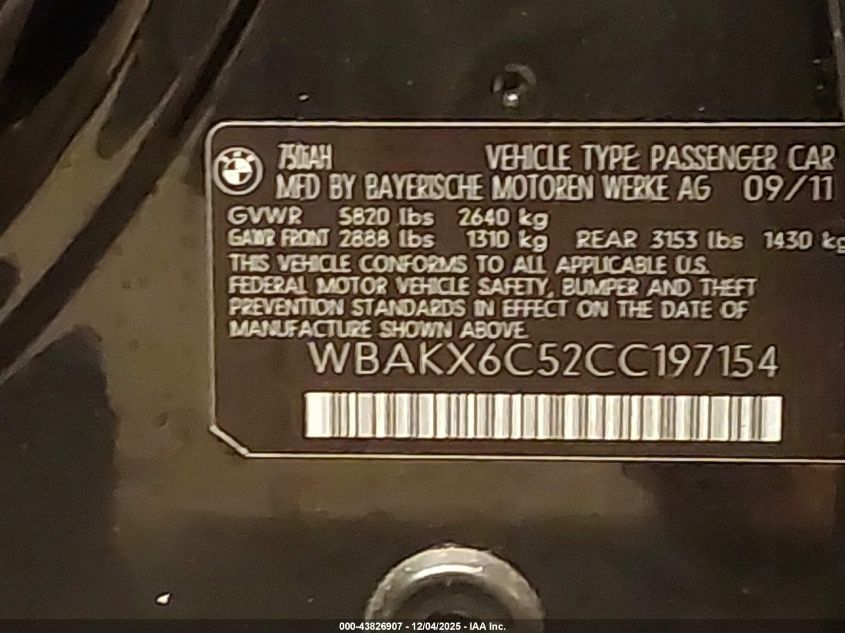 BMW
750iAH VEHICLE TYPE: PASSENGER CAR
MFD BY BAYERISCHE MOTOREN WERKE AG 09/11
GVWR 5820 lbs 2640 kg
GAWR FRONT 2888 lbs 1310 kg REAR 3153 lbs 1430 kg
THIS VEHICLE CONFORMS TO ALL APPLICABLE U.S.
FEDERAL MOTOR VEHICLE SAFETY, BUMPER AND THEFT
PREVENTION STANDARDS IN EFFECT ON THE DATE OF
MANUFACTURE SHOWN ABOVE.
WBAKX6C52CC197154
000-43826907 - 12/04/2025 - IAA Inc.